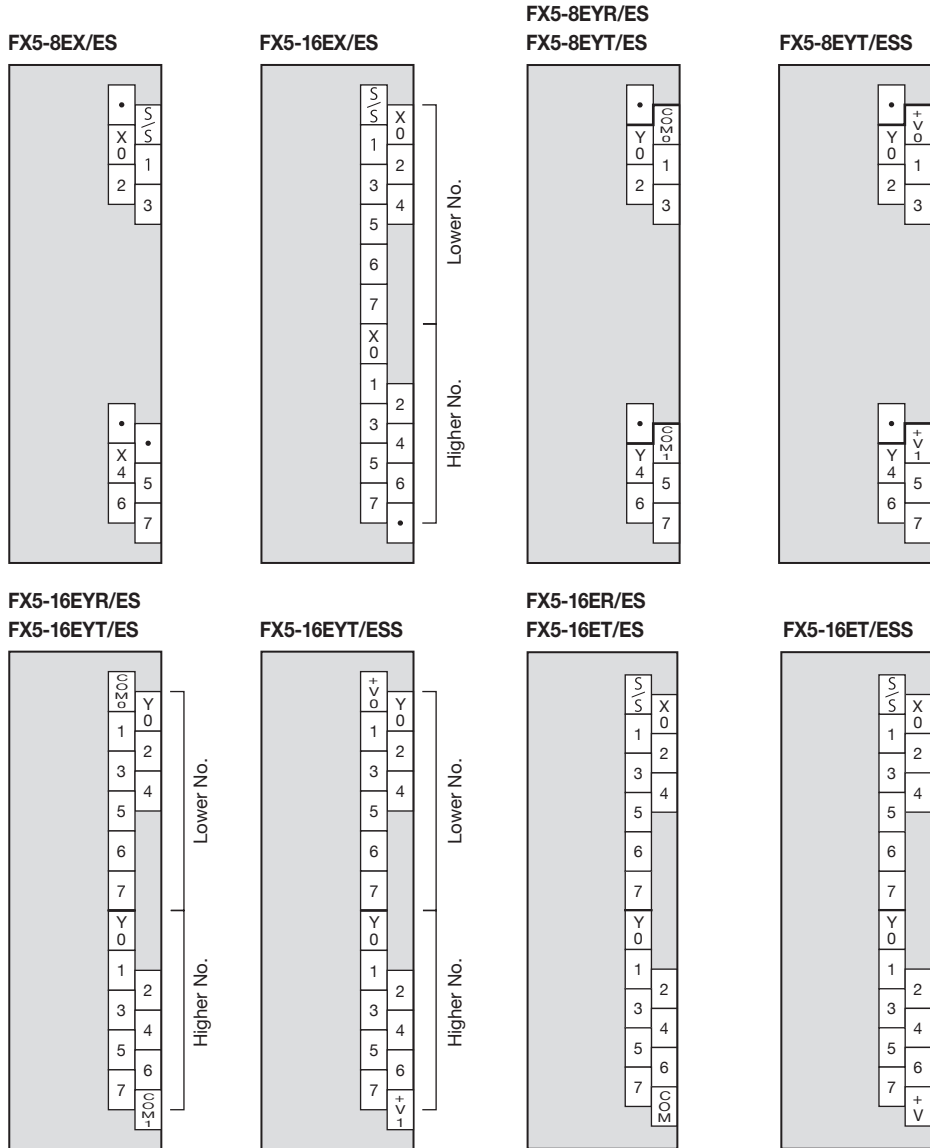 FX5-8EX/ES
•
S/S
X0
1
2
3
•
•
X4
5
6
7
FX5-16EX/ES
S/S
X0
1
2
3
4
5
6
7
X0
1
2
3
4
5
6
7
•
Lower No.
Higher No.
FX5-8EYR/ES
FX5-8EYT/ES
•
COM0
Y0
1
2
3
•
COM1
Y4
5
6
7
FX5-8EYT/ESS
•
+V0
Y0
1
2
3
•
+V1
Y4
5
6
7
FX5-16EYR/ES
FX5-16EYT/ES
COM0
Y0
1
2
3
4
5
6
7
Y0
1
2
3
4
5
6
7
COM1
Lower No.
Higher No.
FX5-16EYT/ESS
+V0
Y0
1
2
3
4
5
6
7
Y0
1
2
3
4
5
6
7
+V1
Lower No.
Higher No.
FX5-16ER/ES
FX5-16ET/ES
S/S
X0
1
2
3
4
5
6
7
Y0
1
2
3
4
5
6
7
COM
FX5-16ET/ESS
S/S
X0
1
2
3
4
5
6
7
Y0
1
2
3
4
5
6
7
+V